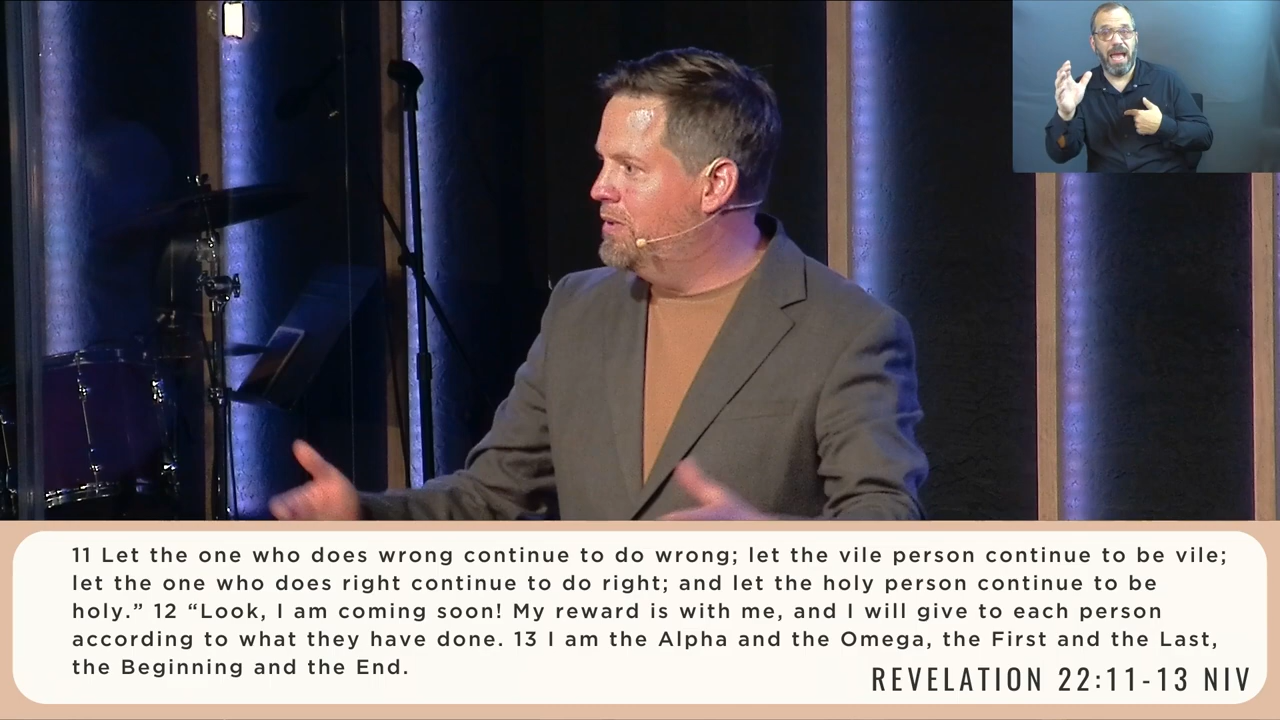 11 Let the one who does wrong continue to do wrong; let the vile person continue to be vile;
let the one who does right continue to do right; and let the holy person continue to be
holy.” 12 “Look, I am coming soon! My reward is with me, and I will give to each person
according to what they have done. 13 I am the Alpha and the Omega, the First and the Last,
the Beginning and the End.
REVELATION 22:11-13 NIV